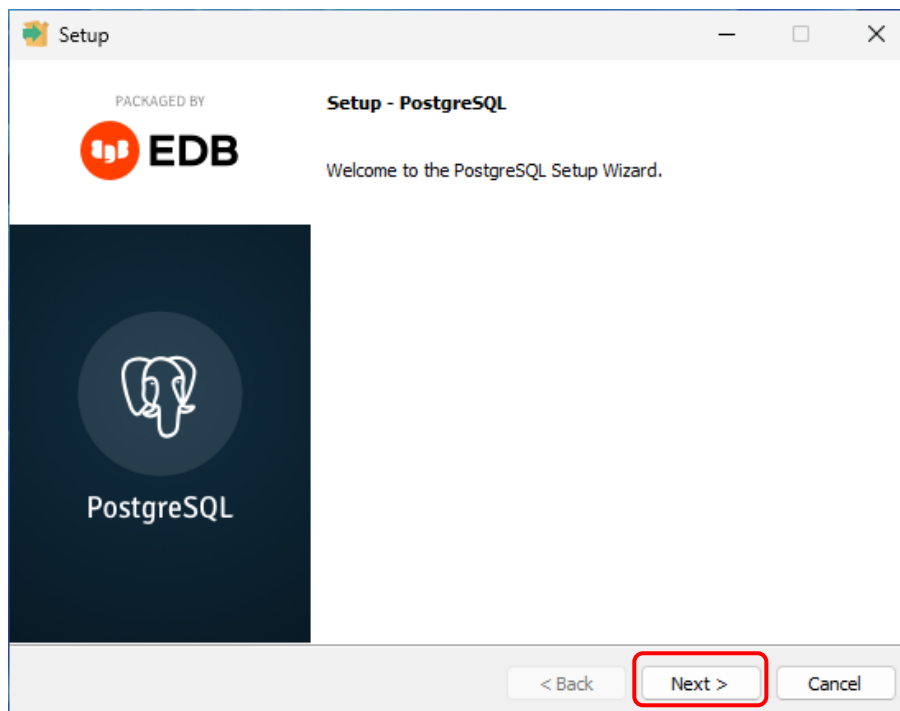 Setup
PACKAGED BY
EDB
Setup - PostgreSQL
Welcome to the PostgreSQL Setup Wizard.
PostgreSQL
< Back
Next >
Cancel